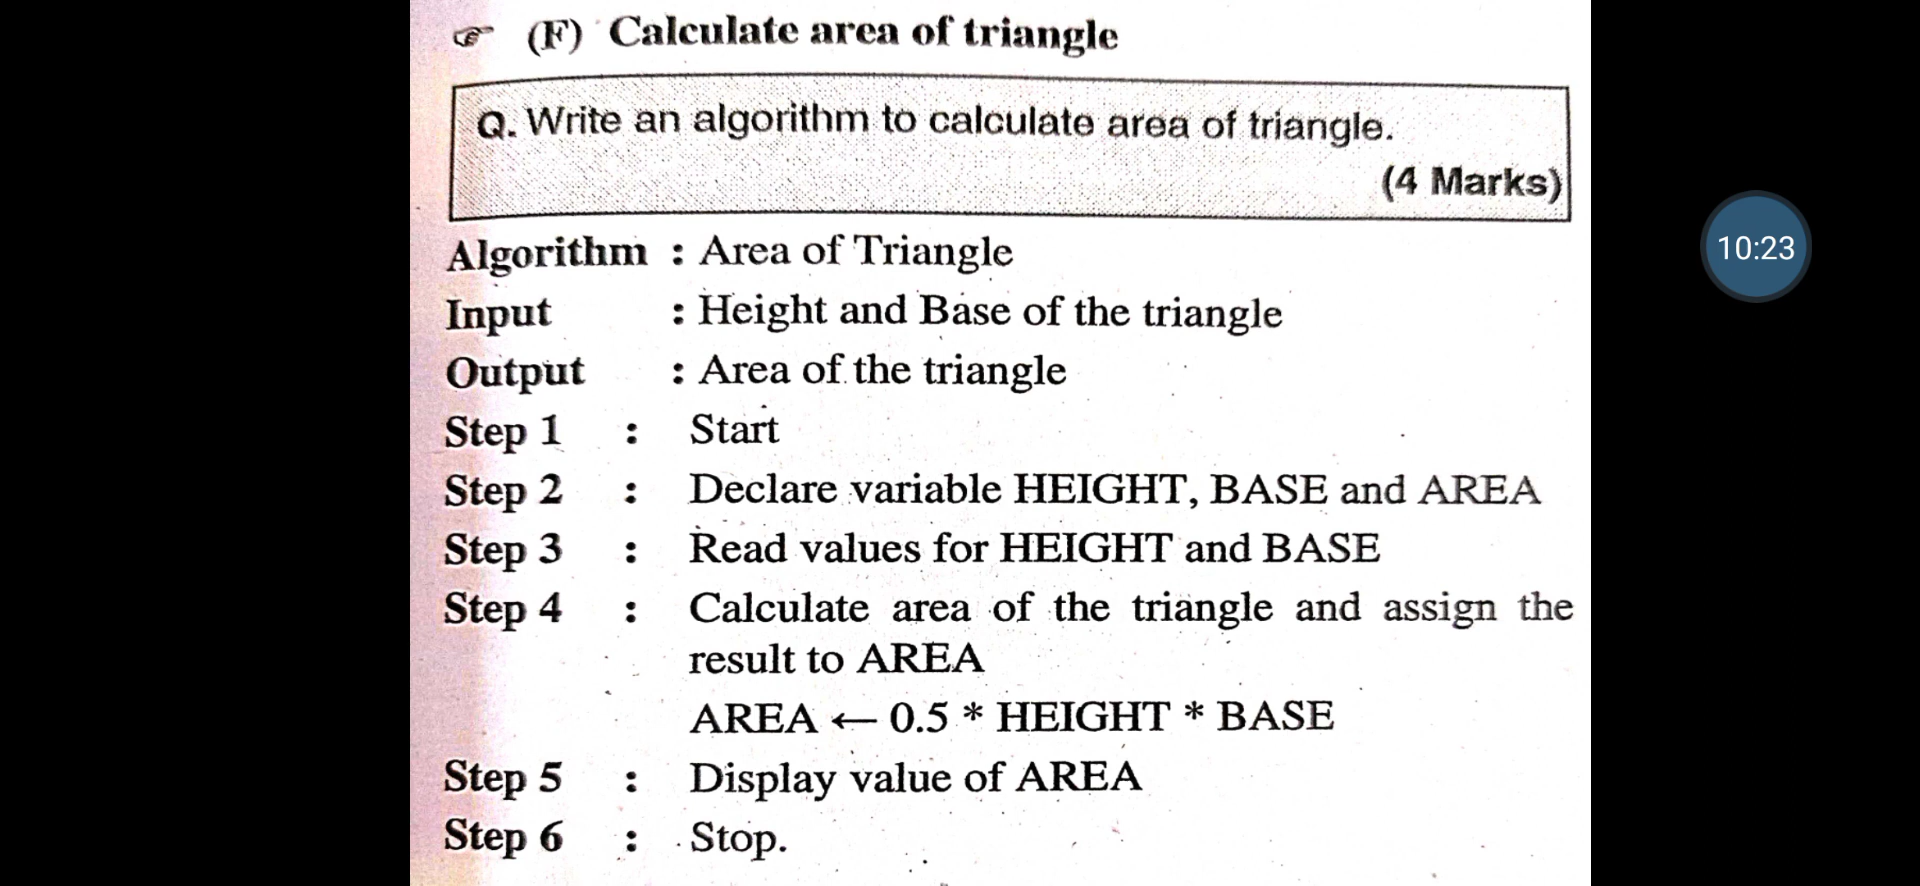 (F) Calculate area of triangle
Q. Write an algorithm to calculate area of triangle.
(4 Marks)
Algorithm : Area of Triangle
Input : Height and Base of the triangle
Output : Area of the triangle
Step 1 : Start
Step 2 : Declare variable HEIGHT, BASE and AREA
Step 3 : Read values for HEIGHT and BASE
Step 4 : Calculate area of the triangle and assign the
result to AREA
AREA ← 0.5 * HEIGHT * BASE
Step 5 : Display value of AREA
Step 6 : Stop.
10:23